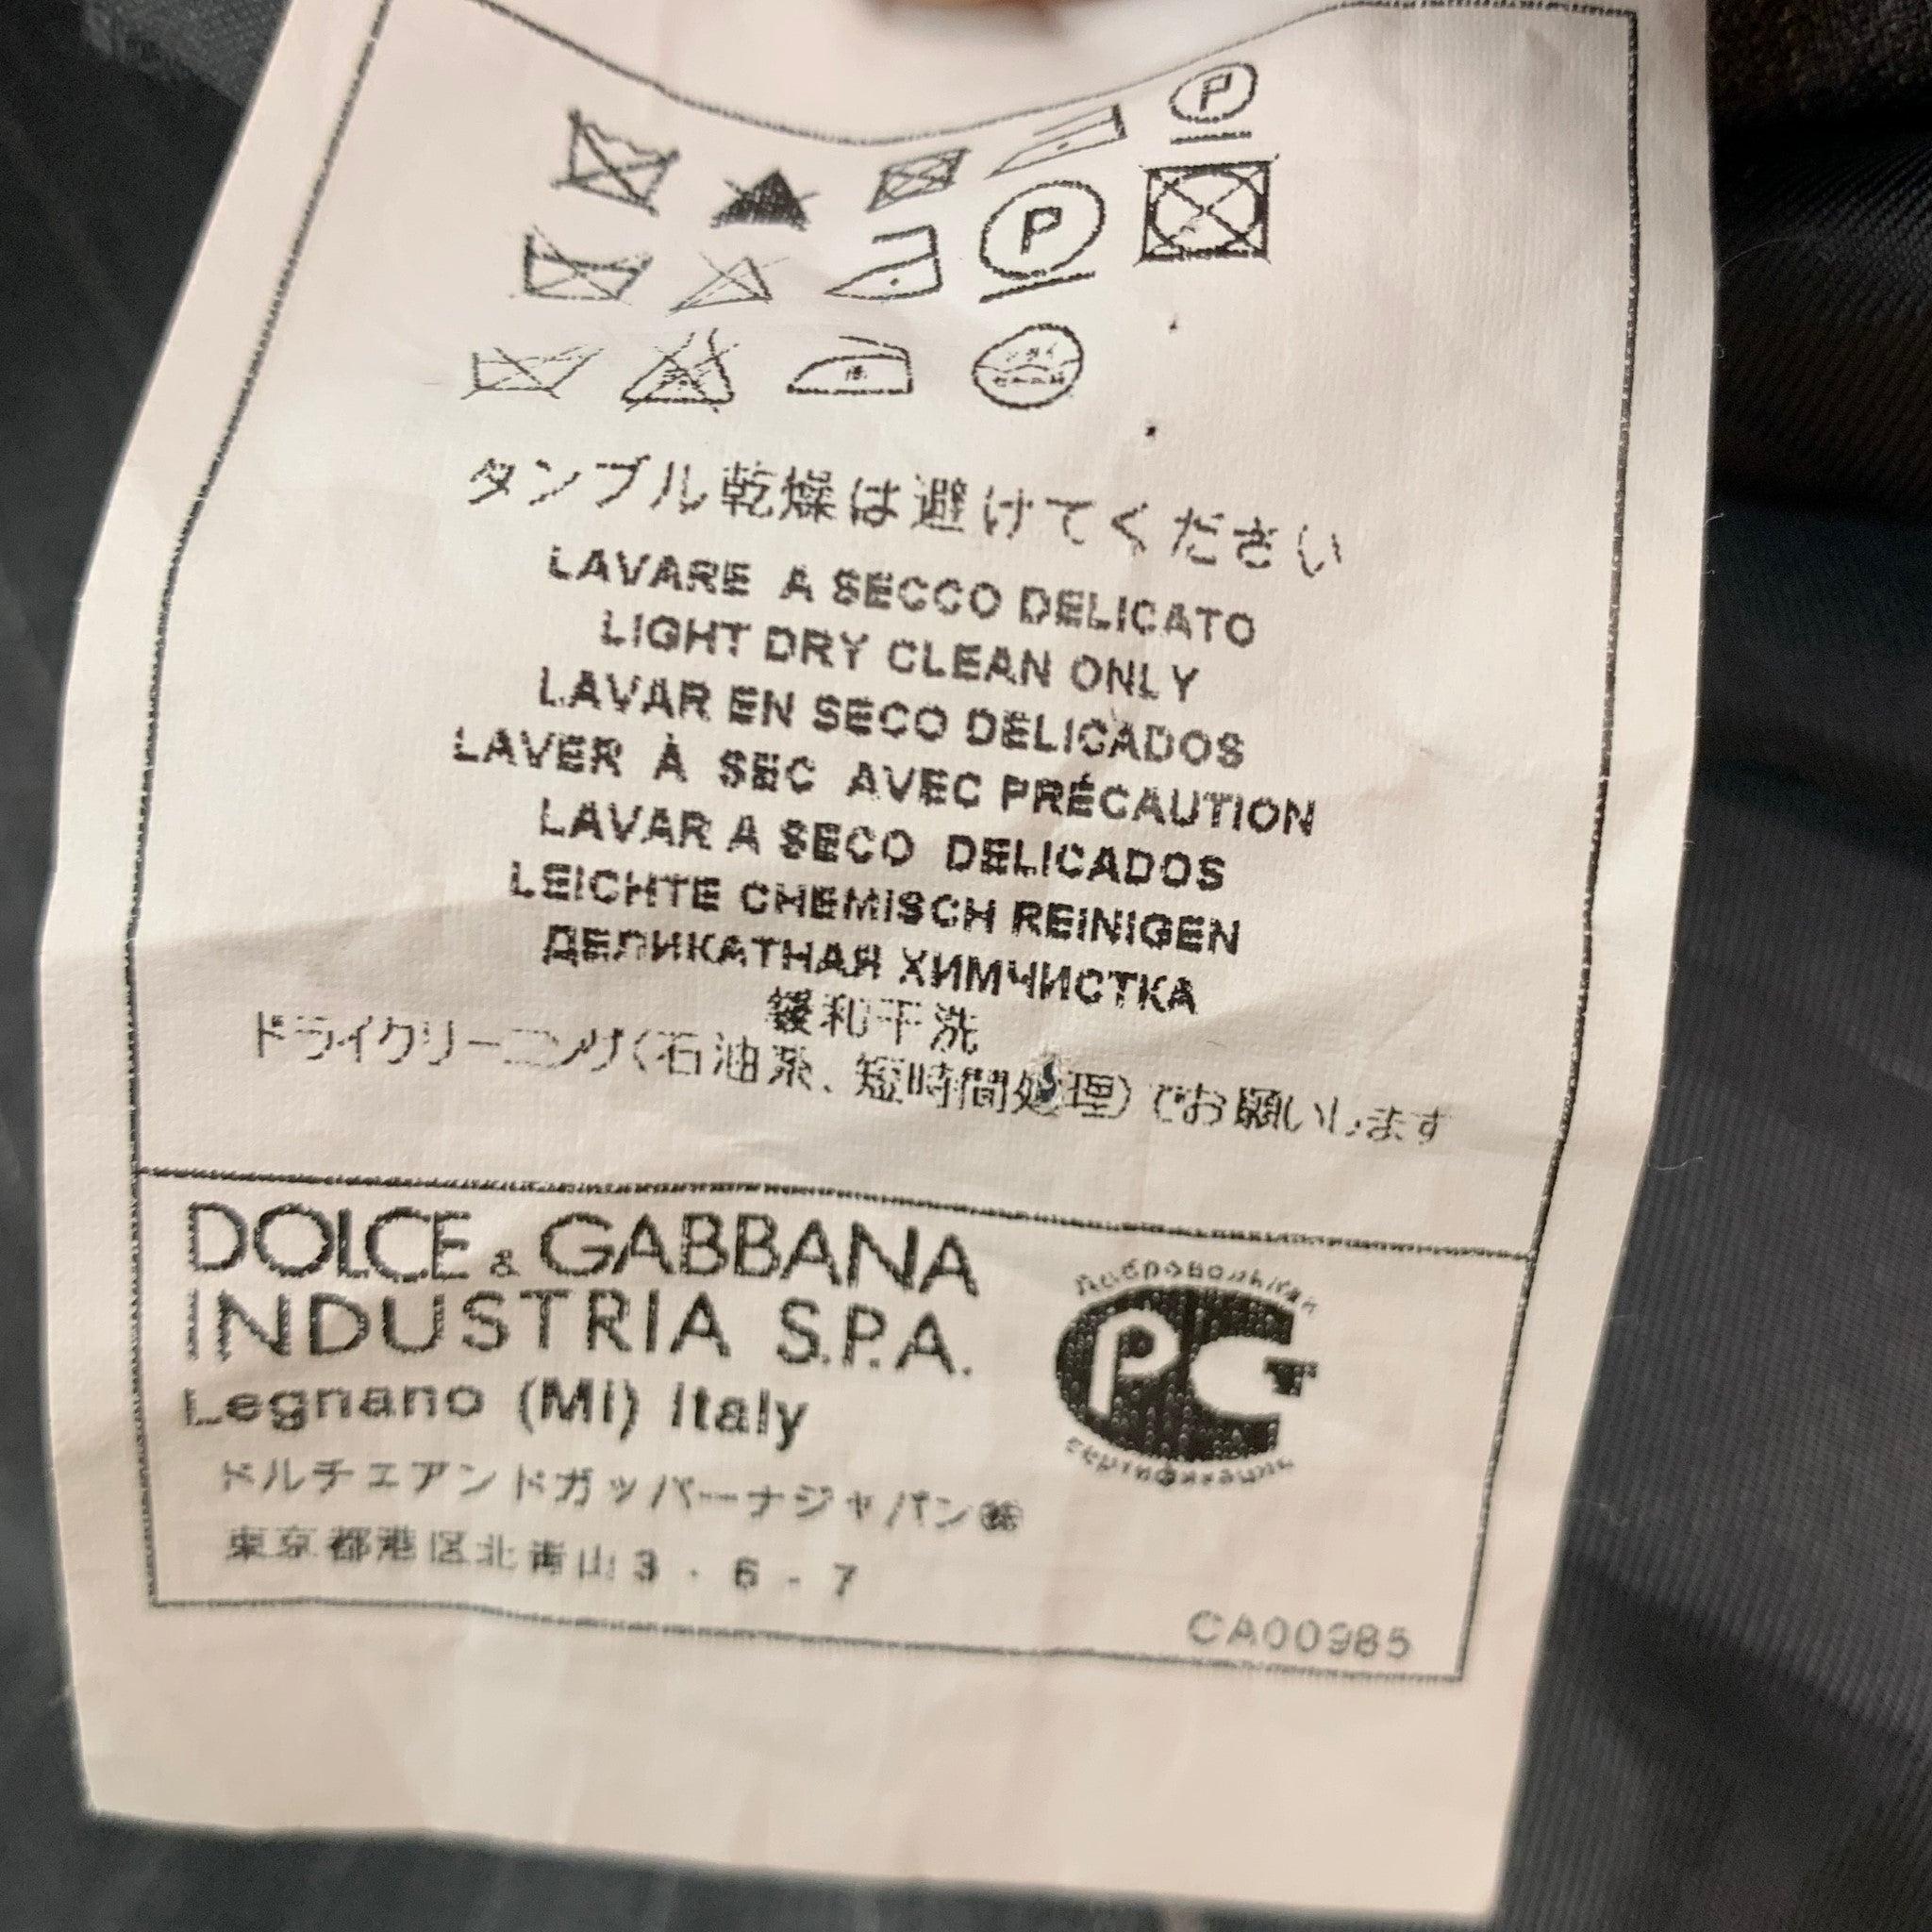 P
P
タンブル乾燥は避けてください
LAVARE A SECCO DELICATO
LIGHT DRY CLEAN ONLY
LAVAR EN SECO DELICADOS
LAVER À SEC AVEC PRÉCAUTION
LAVAR A SECO DELICADOS
LEICHTE CHEMISCH REINIGEN
ДЕЛИКАТНАЯ ХИМЧИСТКА
緩和干洗
ドライクリーニング(石油系、短時間処理)でお願いします
DOLCE & GABBANA
INDUSTRIA S.P.A.
Legnano (MI) Italy
ドルチェアンドガッバーナジャパン㈱
東京都港区北青山3-6-7
Добровольная
РСТ
сертификация
CA00985